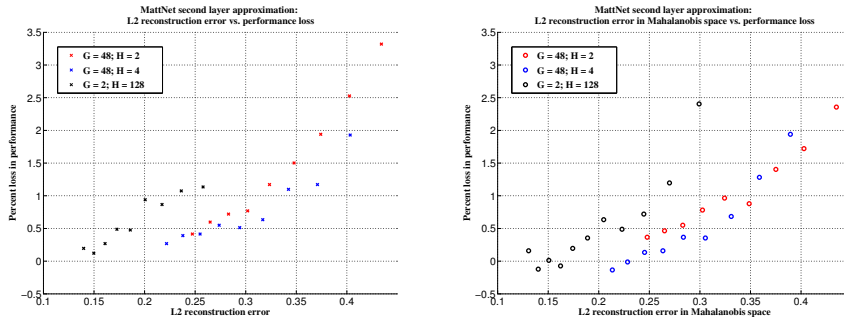 MattNet second layer approximation:
L2 reconstruction error vs. performance loss
3.5
3
2.5
2
1.5
1
0.5
0
−0.5
Percent loss in performance
G = 48; H = 2
G = 48; H = 4
G = 2; H = 128
0.1 0.15 0.2 0.25 0.3 0.35 0.4
L2 reconstruction error
MattNet second layer approximation:
L2 reconstruction error in Mahalanobis space vs. performance loss
3.5
3
2.5
2
1.5
1
0.5
0
−0.5
Percent loss in performance
G = 48; H = 2
G = 48; H = 4
G = 2; H = 128
0.1 0.15 0.2 0.25 0.3 0.35 0.4
L2 reconstruction error in Mahalanobis space